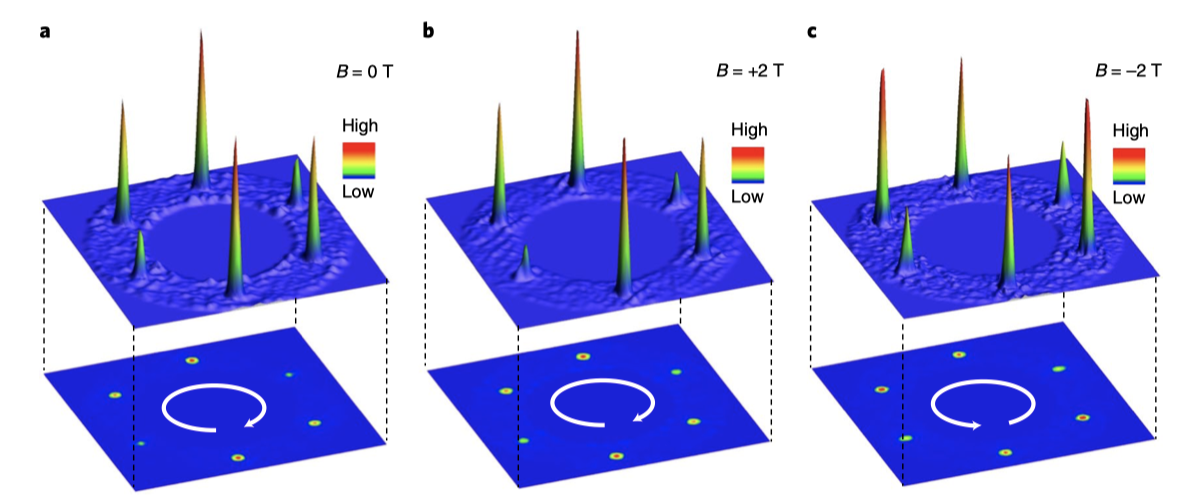 a
B = 0 T
High
Low
b
B = +2 T
High
Low
c
B = –2 T
High
Low